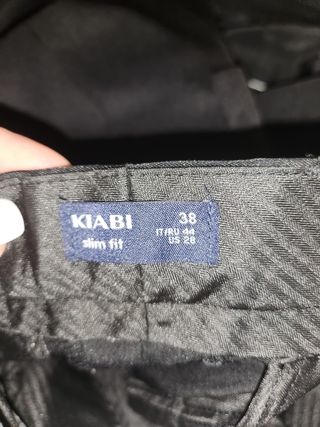 KIABI 38
IT/RU 44
slim fit US 28